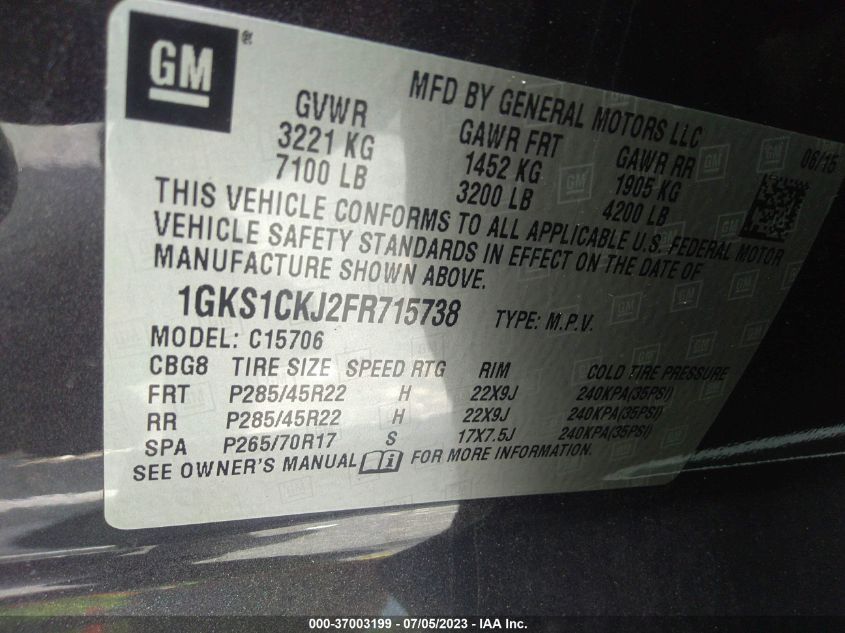 GM®
MFD BY GENERAL MOTORS LLC
GVWR GAWR FRT GAWR RR 06/15
3221 KG 1452 KG 1905 KG
7100 LB 3200 LB 4200 LB
THIS VEHICLE CONFORMS TO ALL APPLICABLE U.S. FEDERAL MOTOR
VEHICLE SAFETY STANDARDS IN EFFECT ON THE DATE OF
MANUFACTURE SHOWN ABOVE.
1GKS1CKJ2FR715738 TYPE: M.P.V.
MODEL: C15706
CBG8 TIRE SIZE SPEED RTG RIM COLD TIRE PRESSURE
FRT P285/45R22 H 22X9J 240KPA(35PSI)
RR P285/45R22 H 22X9J 240KPA(35PSI)
SPA P265/70R17 S 17X7.5J 240KPA(35PSI)
SEE OWNER'S MANUAL FOR MORE INFORMATION.
000-37003199 - 07/05/2023 - IAA Inc.